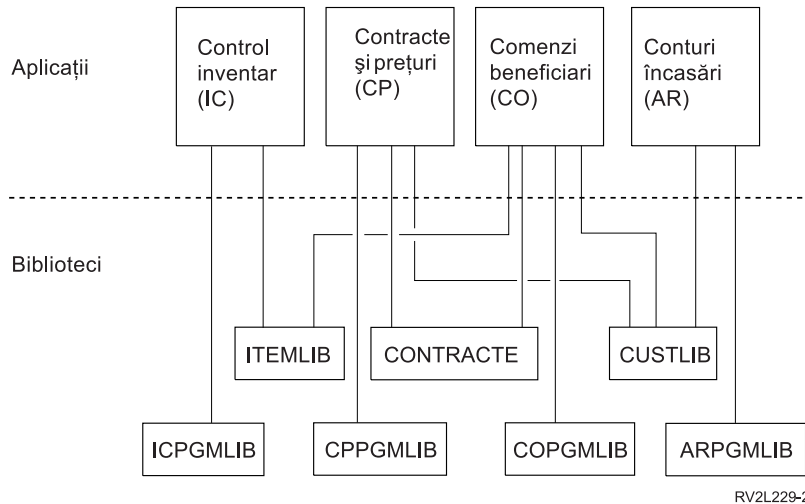 Aplicații
Control
inventar
(IC)
Contracte
și prețuri
(CP)
Comenzi
beneficiari
(CO)
Conturi
încasări
(AR)
Biblioteci
ITEMLIB
CONTRACTE
CUSTLIB
ICPGMLIB
CPPGMLIB
COPGMLIB
ARPGMLIB
RV2L229-2